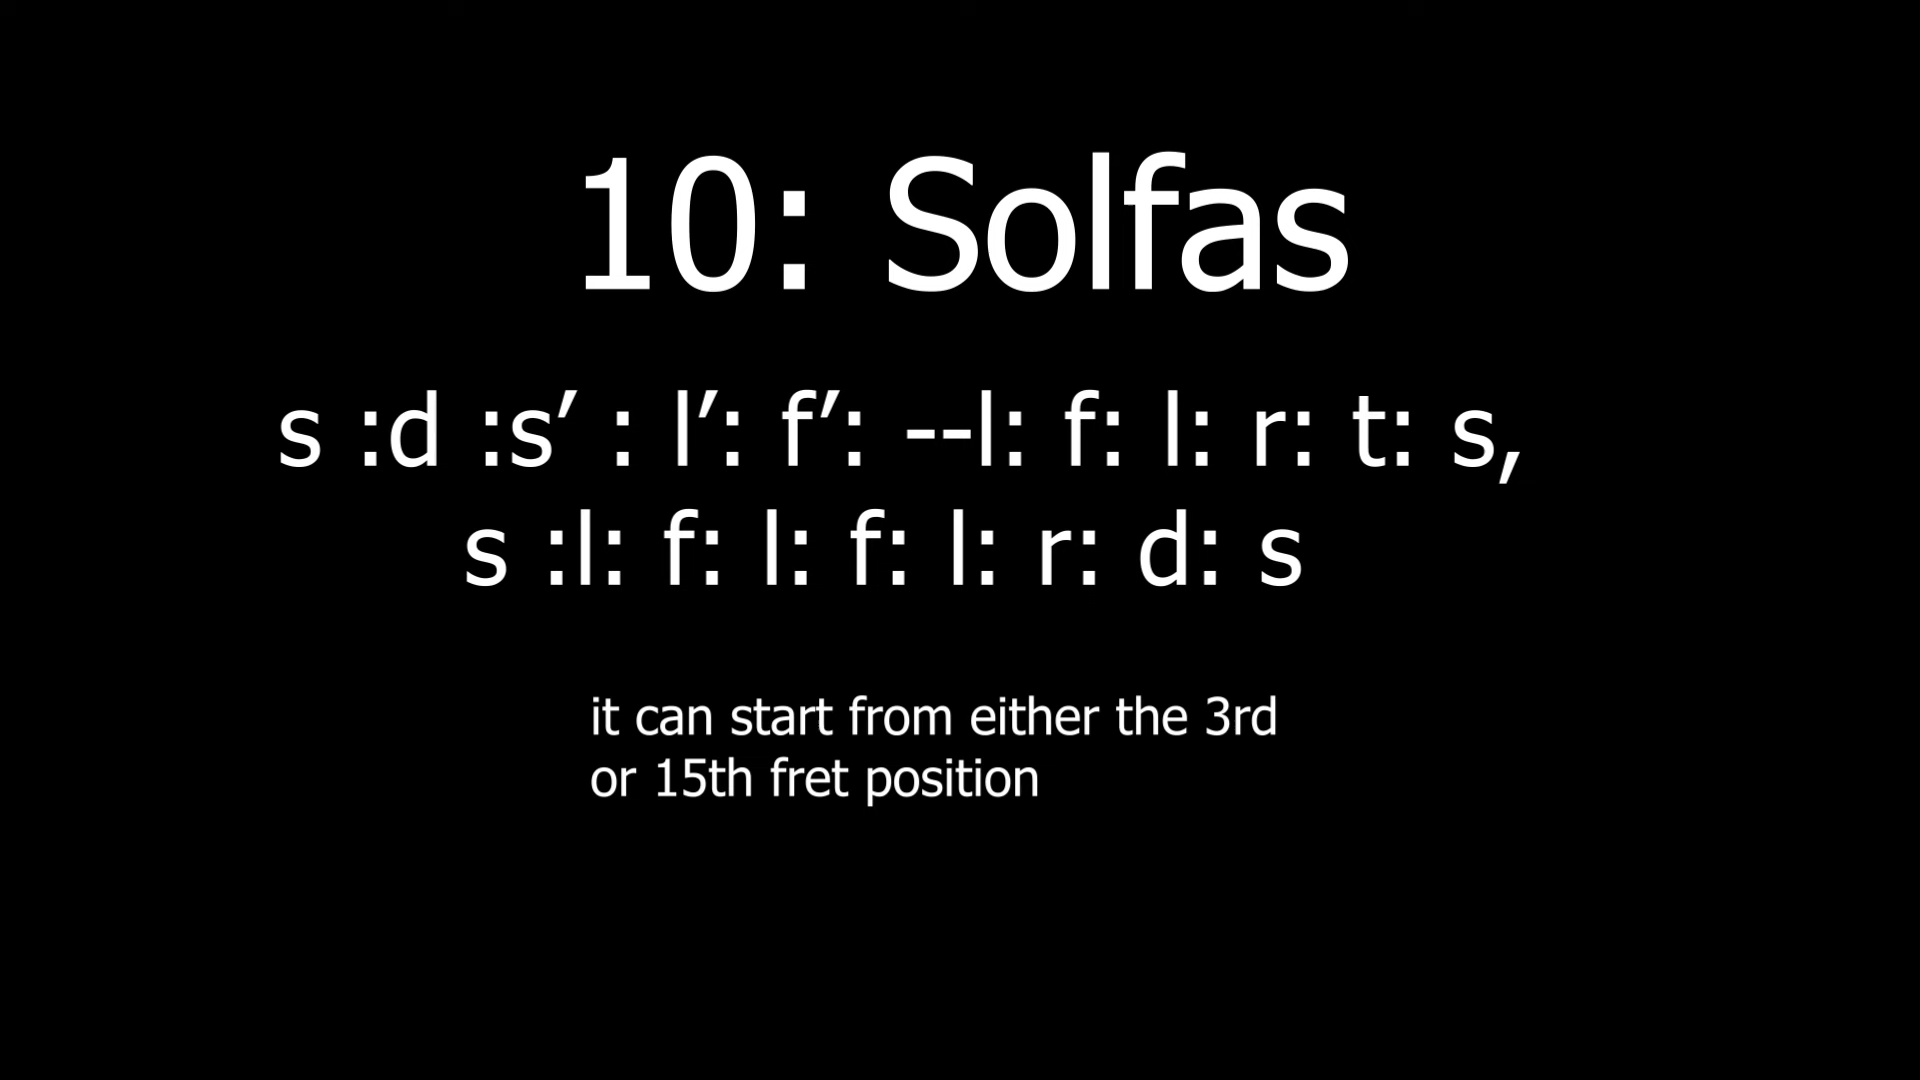 10: Solfas
s :d :s’ : l’: f’: --l: f: l: r: t: s,
s :l: f: l: f: l: r: d: s
it can start from either the 3rd
or 15th fret position